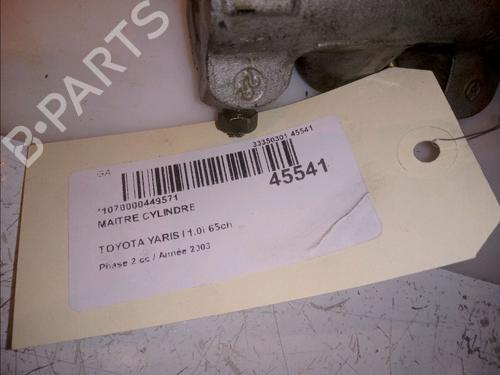 B-PARTS
GA
33350301 45541
*1070000449571
45541
MAITRE CYLINDRE
TOYOTA YARIS I 1.0i 65ch
Phase 2 cc / Année 2003